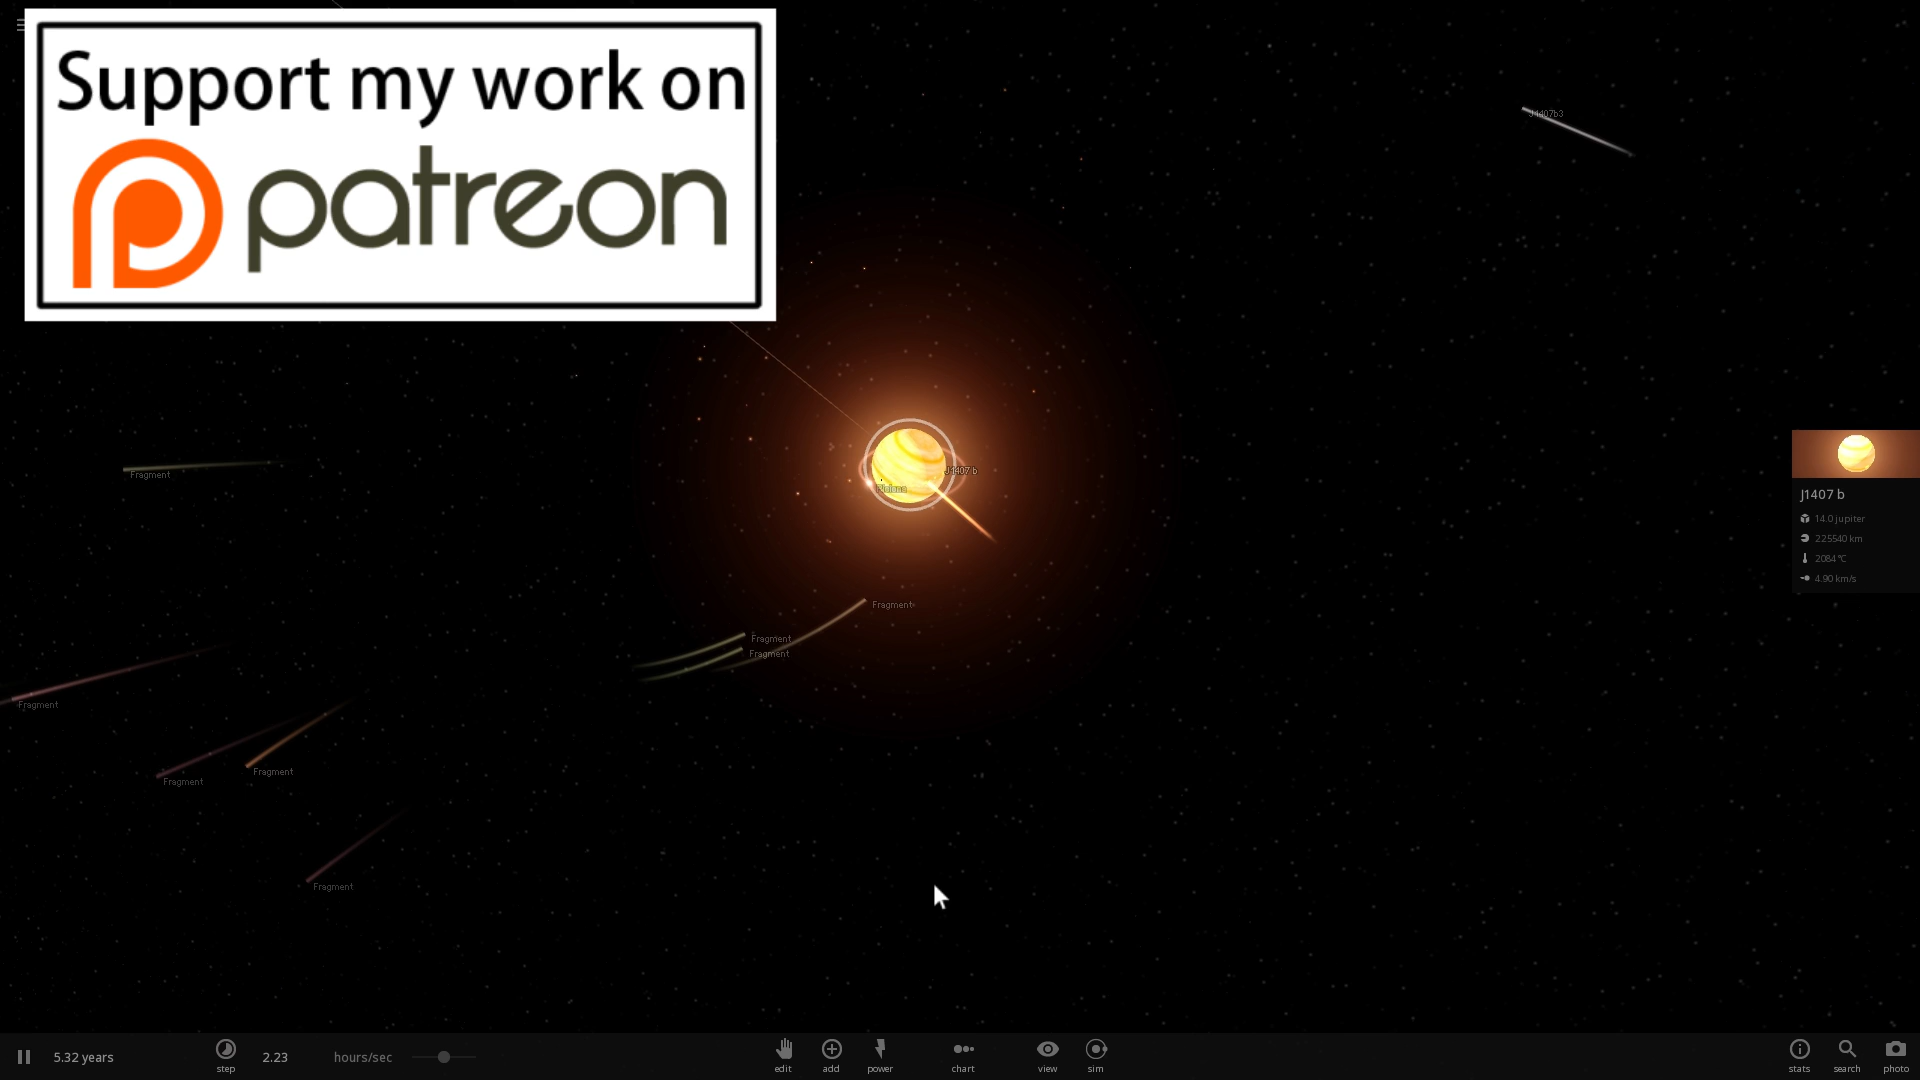 Support my work on
patreon
J1407b3
J1407 b
Fragment
Fragment
Fragment
Fragment
Fragment
Fragment
Fragment
Fragment
J1407 b
14.0 jupiter
225540 km
2084 °C
4.90 km/s
5.32 years
step
2.23
hours/sec
edit
add
power
chart
view
sim
stats
search
photo